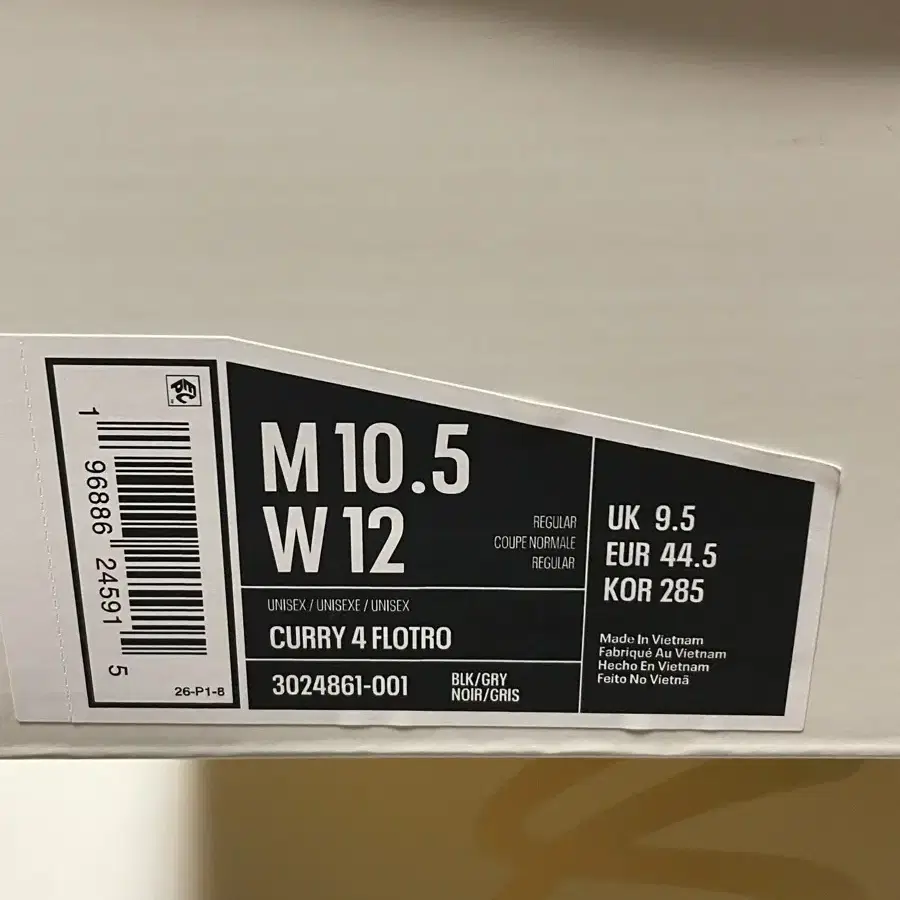 EPC
1 96886 24591 5
26-P1-8
M 10.5
W 12
REGULAR
COUPE NORMALE
REGULAR
UNISEX / UNISEXE / UNISEX
CURRY 4 FLOTRO
3024861-001
BLK/GRY
NOIR/GRIS
UK 9.5
EUR 44.5
KOR 285
Made In Vietnam
Fabriqué Au Vietnam
Hecho En Vietnam
Feito No Vietnã